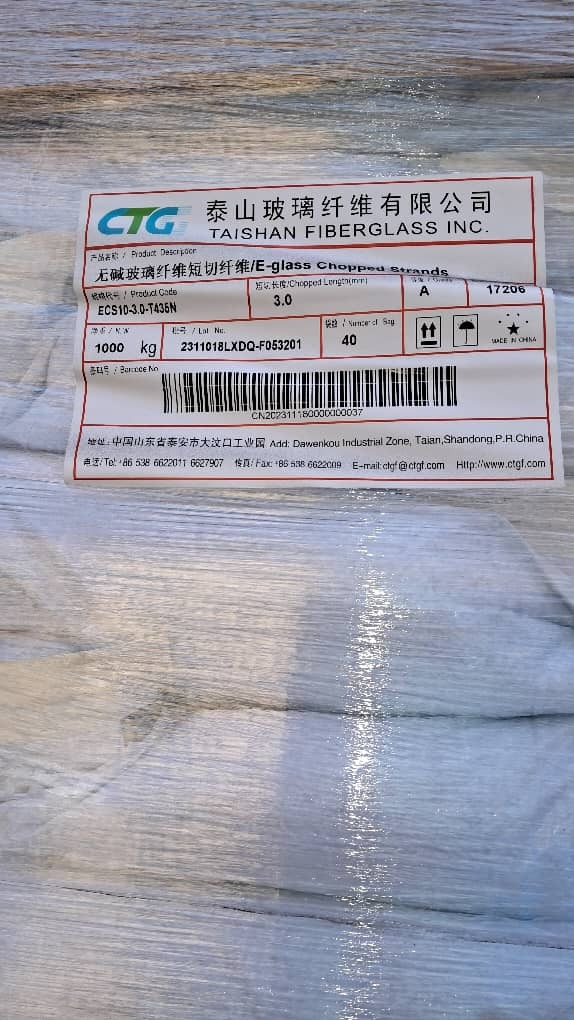 CTG 泰山玻璃纤维有限公司
TAISHAN FIBERGLASS INC.
产品名称 / Product Description
无碱玻璃纤维短切纤维/E-glass Chopped Strands
规格代号 / Product Code
ECS10-3.0-T436N
短切长度/Chopped Length(mm)
3.0
A
17206
净重 / N.W
1000 kg
批号 / Lot No.
2311018LXDQ-F053201
袋数 / Number of Bag
40
MADE IN CHINA
条码号 / Barcode No
CN202311180000000037
地址:中国山东省泰安市大汶口工业园 Add: Dawenkou Industrial Zone, Taian,Shandong,P.R.China
电话/Tel:+86-538-6622011 6627907 传真/Fax:+86-538-6622009 E-mail:ctgf@ctgf.com Http://www.ctgf.com